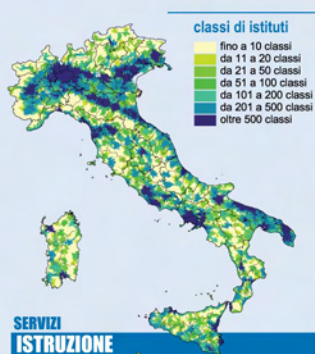 classi di istituti
fino a 10 classi
da 11 a 20 classi
da 21 a 50 classi
da 51 a 100 classi
da 101 a 200 classi
da 201 a 500 classi
oltre 500 classi
SERVIZI
ISTRUZIONE